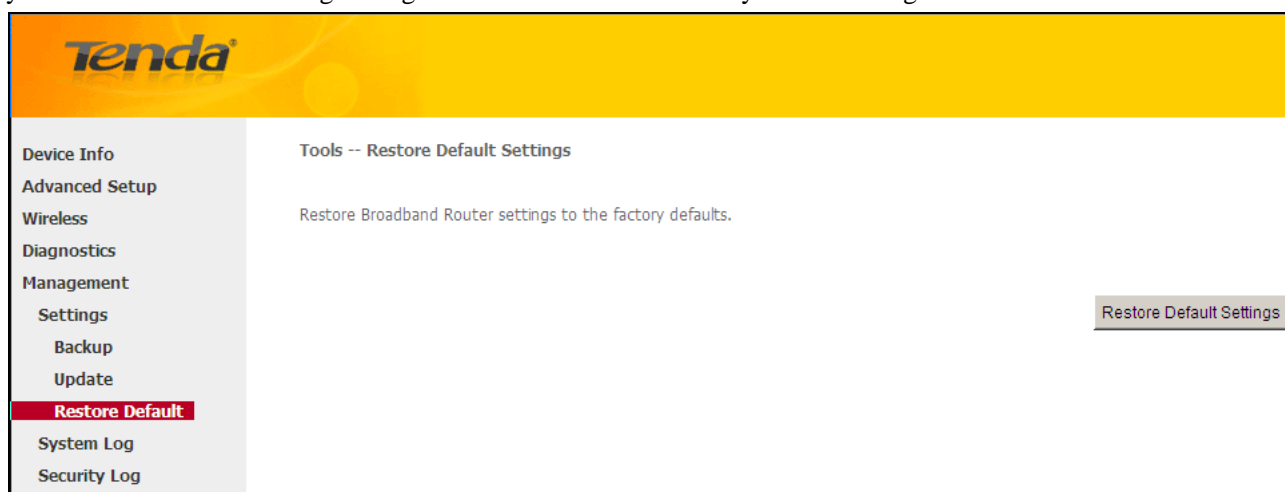 Tenda®
Device Info
Advanced Setup
Wireless
Diagnostics
Management
Settings
Backup
Update
Restore Default
System Log
Security Log
Tools -- Restore Default Settings
Restore Broadband Router settings to the factory defaults.
Restore Default Settings